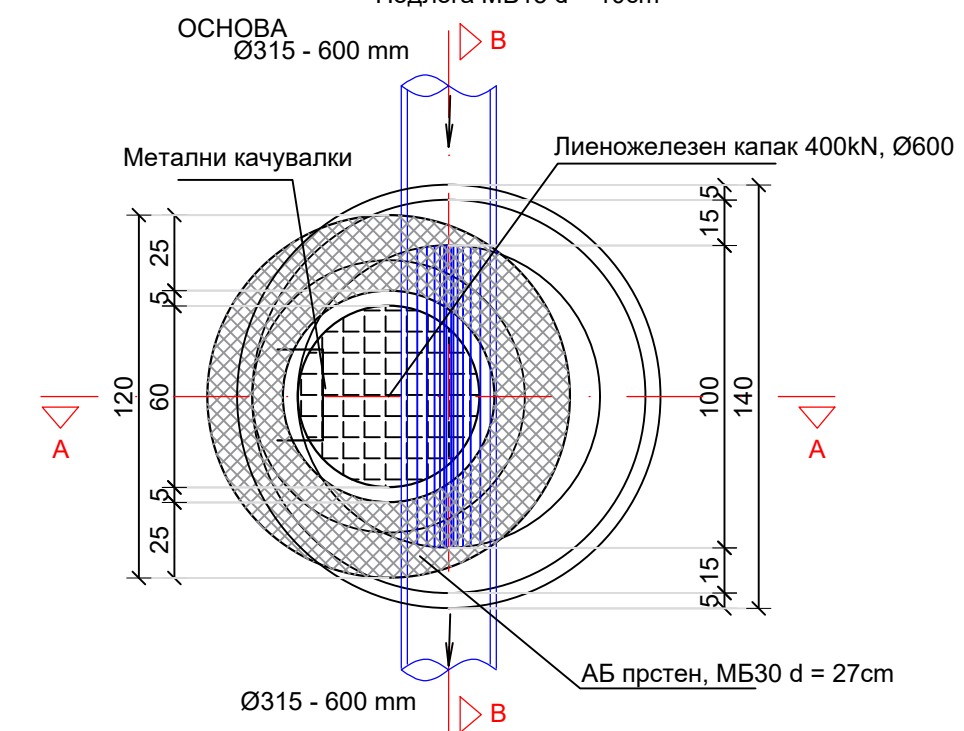 ОСНОВА
Ø315 - 600 mm
B
Метални качувалки
Лиеножелезен капак 400kN, Ø600
5
15
25
5
120
60
100
140
A
A
5
25
15
5
АБ прстен, МБ30 d = 27cm
Ø315 - 600 mm
B